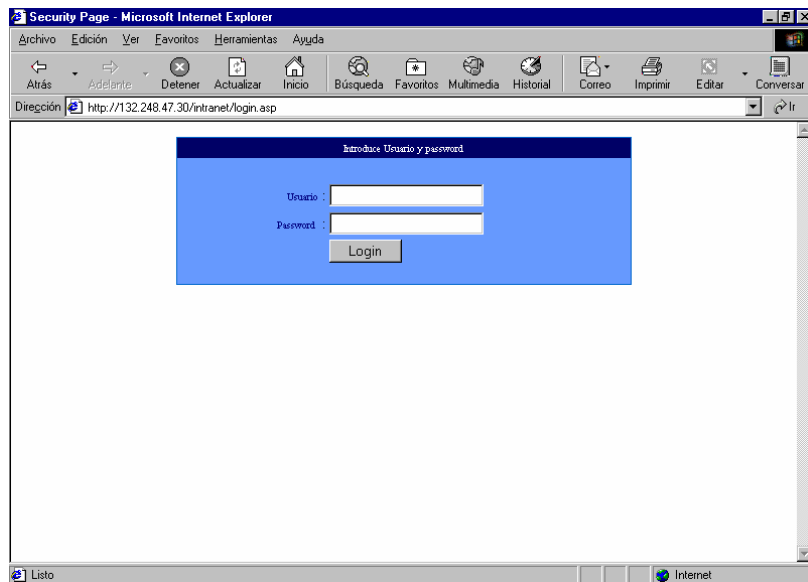 Security Page - Microsoft Internet Explorer
Archivo Edición Ver Favoritos Herramientas Ayuda
Atrás Adelante Detener Actualizar Inicio Búsqueda Favoritos Multimedia Historial Correo Imprimir Editar Conversar
Dirección http://132.248.47.30/intranet/login.asp Ir
Introduce Usuario y password
Usuario :
Password :
Login
Listo Internet